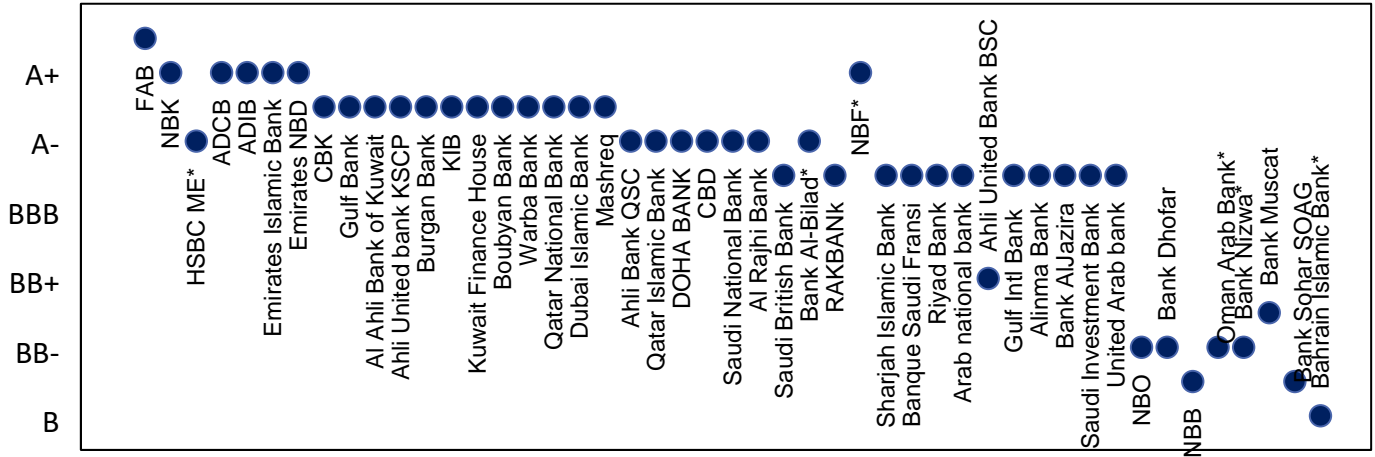 A+
A-
BBB
BB+
BB-
B
FAB
NBK
HSBC ME*
ADCB
ADIB
Emirates Islamic Bank
Emirates NBD
CBK
Gulf Bank
Al Ahli Bank of Kuwait
Ahli United bank KSCP
Burgan Bank
KIB
Kuwait Finance House
Boubyan Bank
Warba Bank
Qatar National Bank
Dubai Islamic Bank
Mashreq
Ahli Bank QSC
Qatar Islamic Bank
DOHA BANK
CBD
Saudi National Bank
Al Rajhi Bank
Saudi British Bank
Bank Al-Bilad*
RAKBANK
NBF*
Sharjah Islamic Bank
Banque Saudi Fransi
Riyad Bank
Arab national bank
Ahli United Bank BSC
Gulf Intl Bank
Alinma Bank
Bank AlJazira
Saudi Investment Bank
United Arab bank
NBO
Bank Dhofar
NBB
Oman Arab Bank*
Bank Nizwa*
Bank Muscat
Bank Sohar SOAG
Bahrain Islamic Bank*